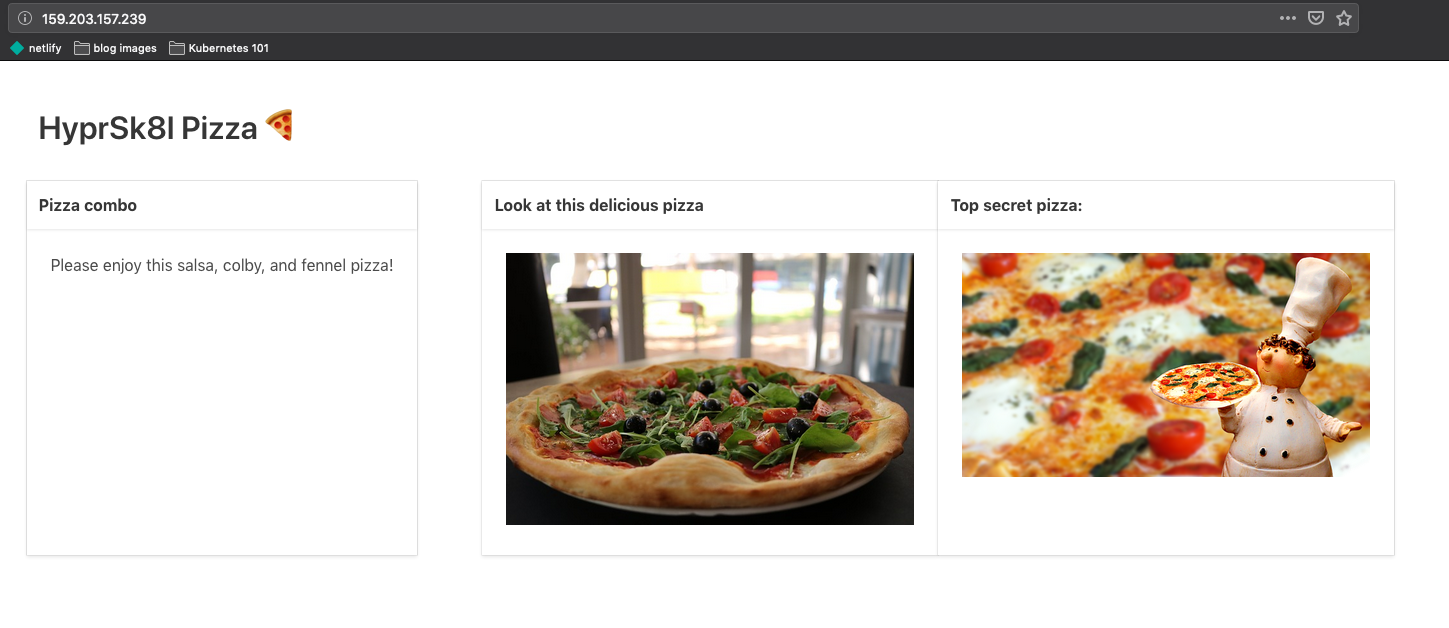 159.203.157.239
netlify blog images Kubernetes 101
HyprSk8l Pizza 🍕
Pizza combo
Please enjoy this salsa, colby, and fennel pizza!
Look at this delicious pizza
Top secret pizza: